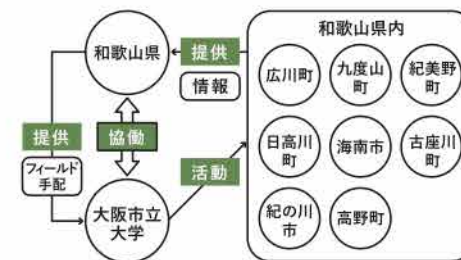 和歌山県
提供
情報
提供
フィールド
手配
協働
活動
大阪市立
大学
和歌山県内
広川町
九度山
町
紀美野
町
日高川
町
海南市
古座川
町
紀の川
市
高野町